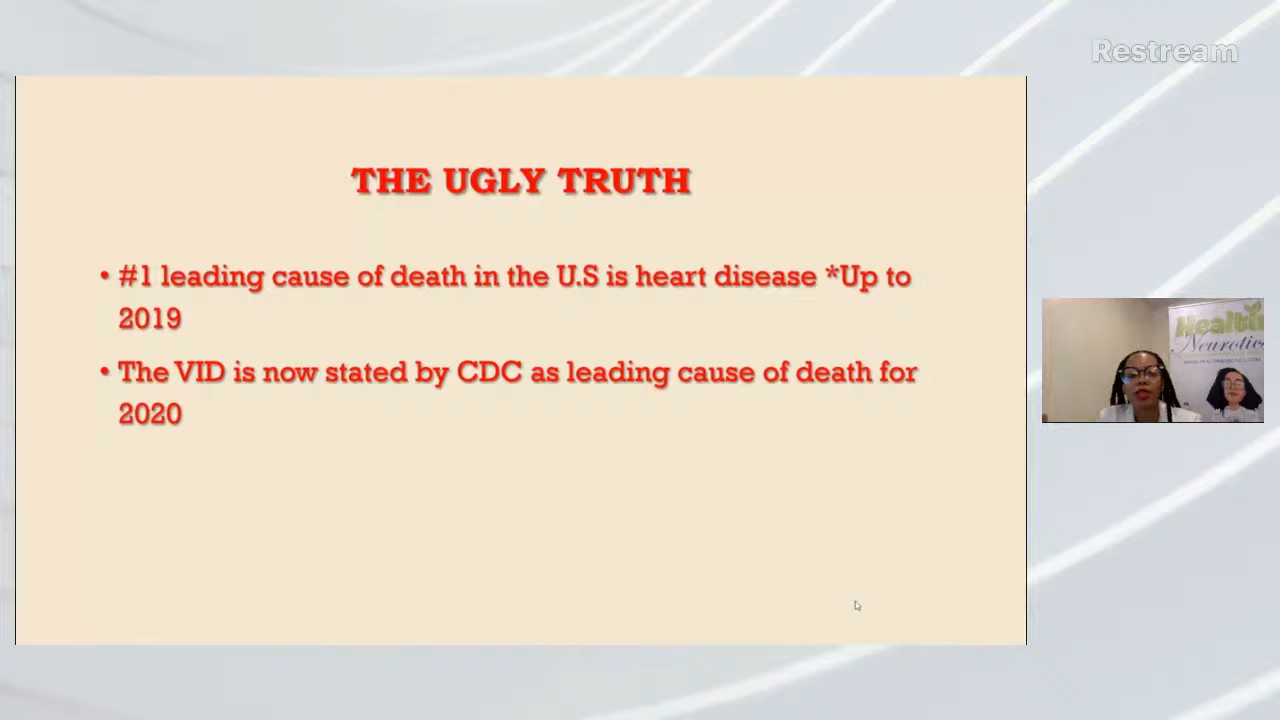 Restream
THE UGLY TRUTH
• #1 leading cause of death in the U.S is heart disease *Up to
2019
• The VID is now stated by CDC as leading cause of death for
2020
Health
Neurotics